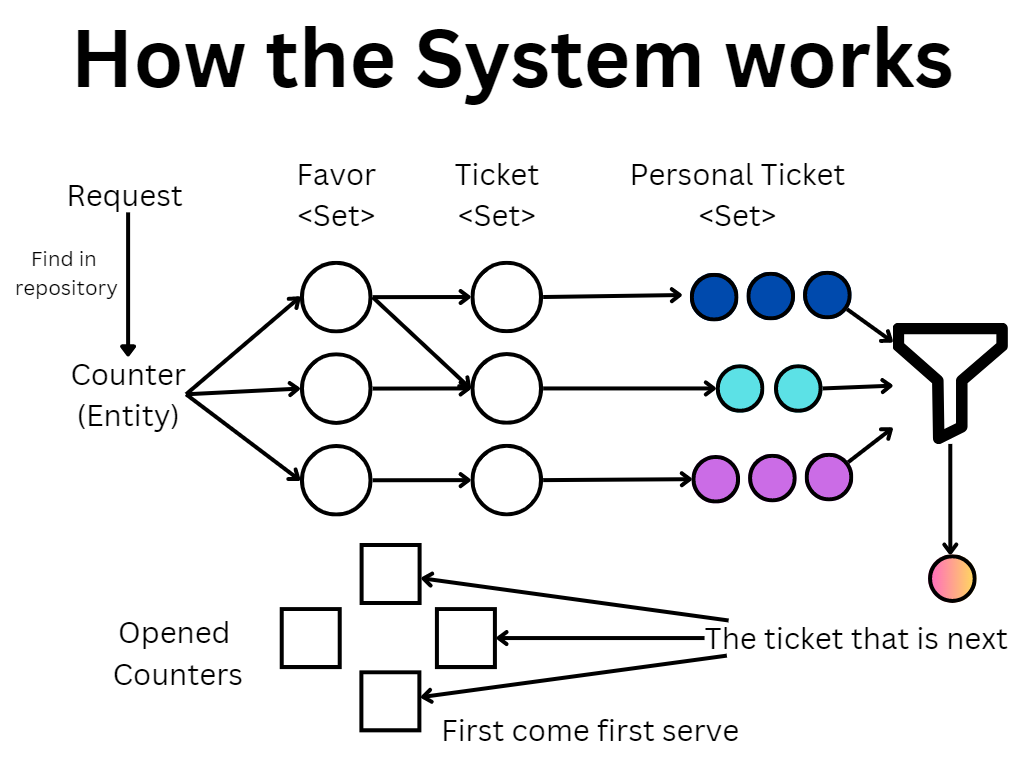 How the System works
Request
Find in
repository
Counter
(Entity)
Favor
<Set>
Ticket
<Set>
Personal Ticket
<Set>
Opened
Counters
The ticket that is next
First come first serve